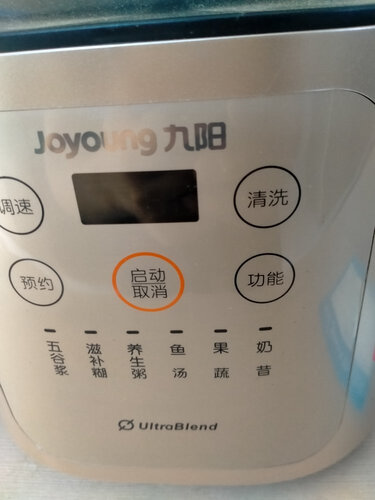 Joyoung 九阳
调速
清洗
预约
启动
取消
功能
五谷浆
滋补糊
养生粥
鱼汤
果蔬
奶昔
UltraBlend